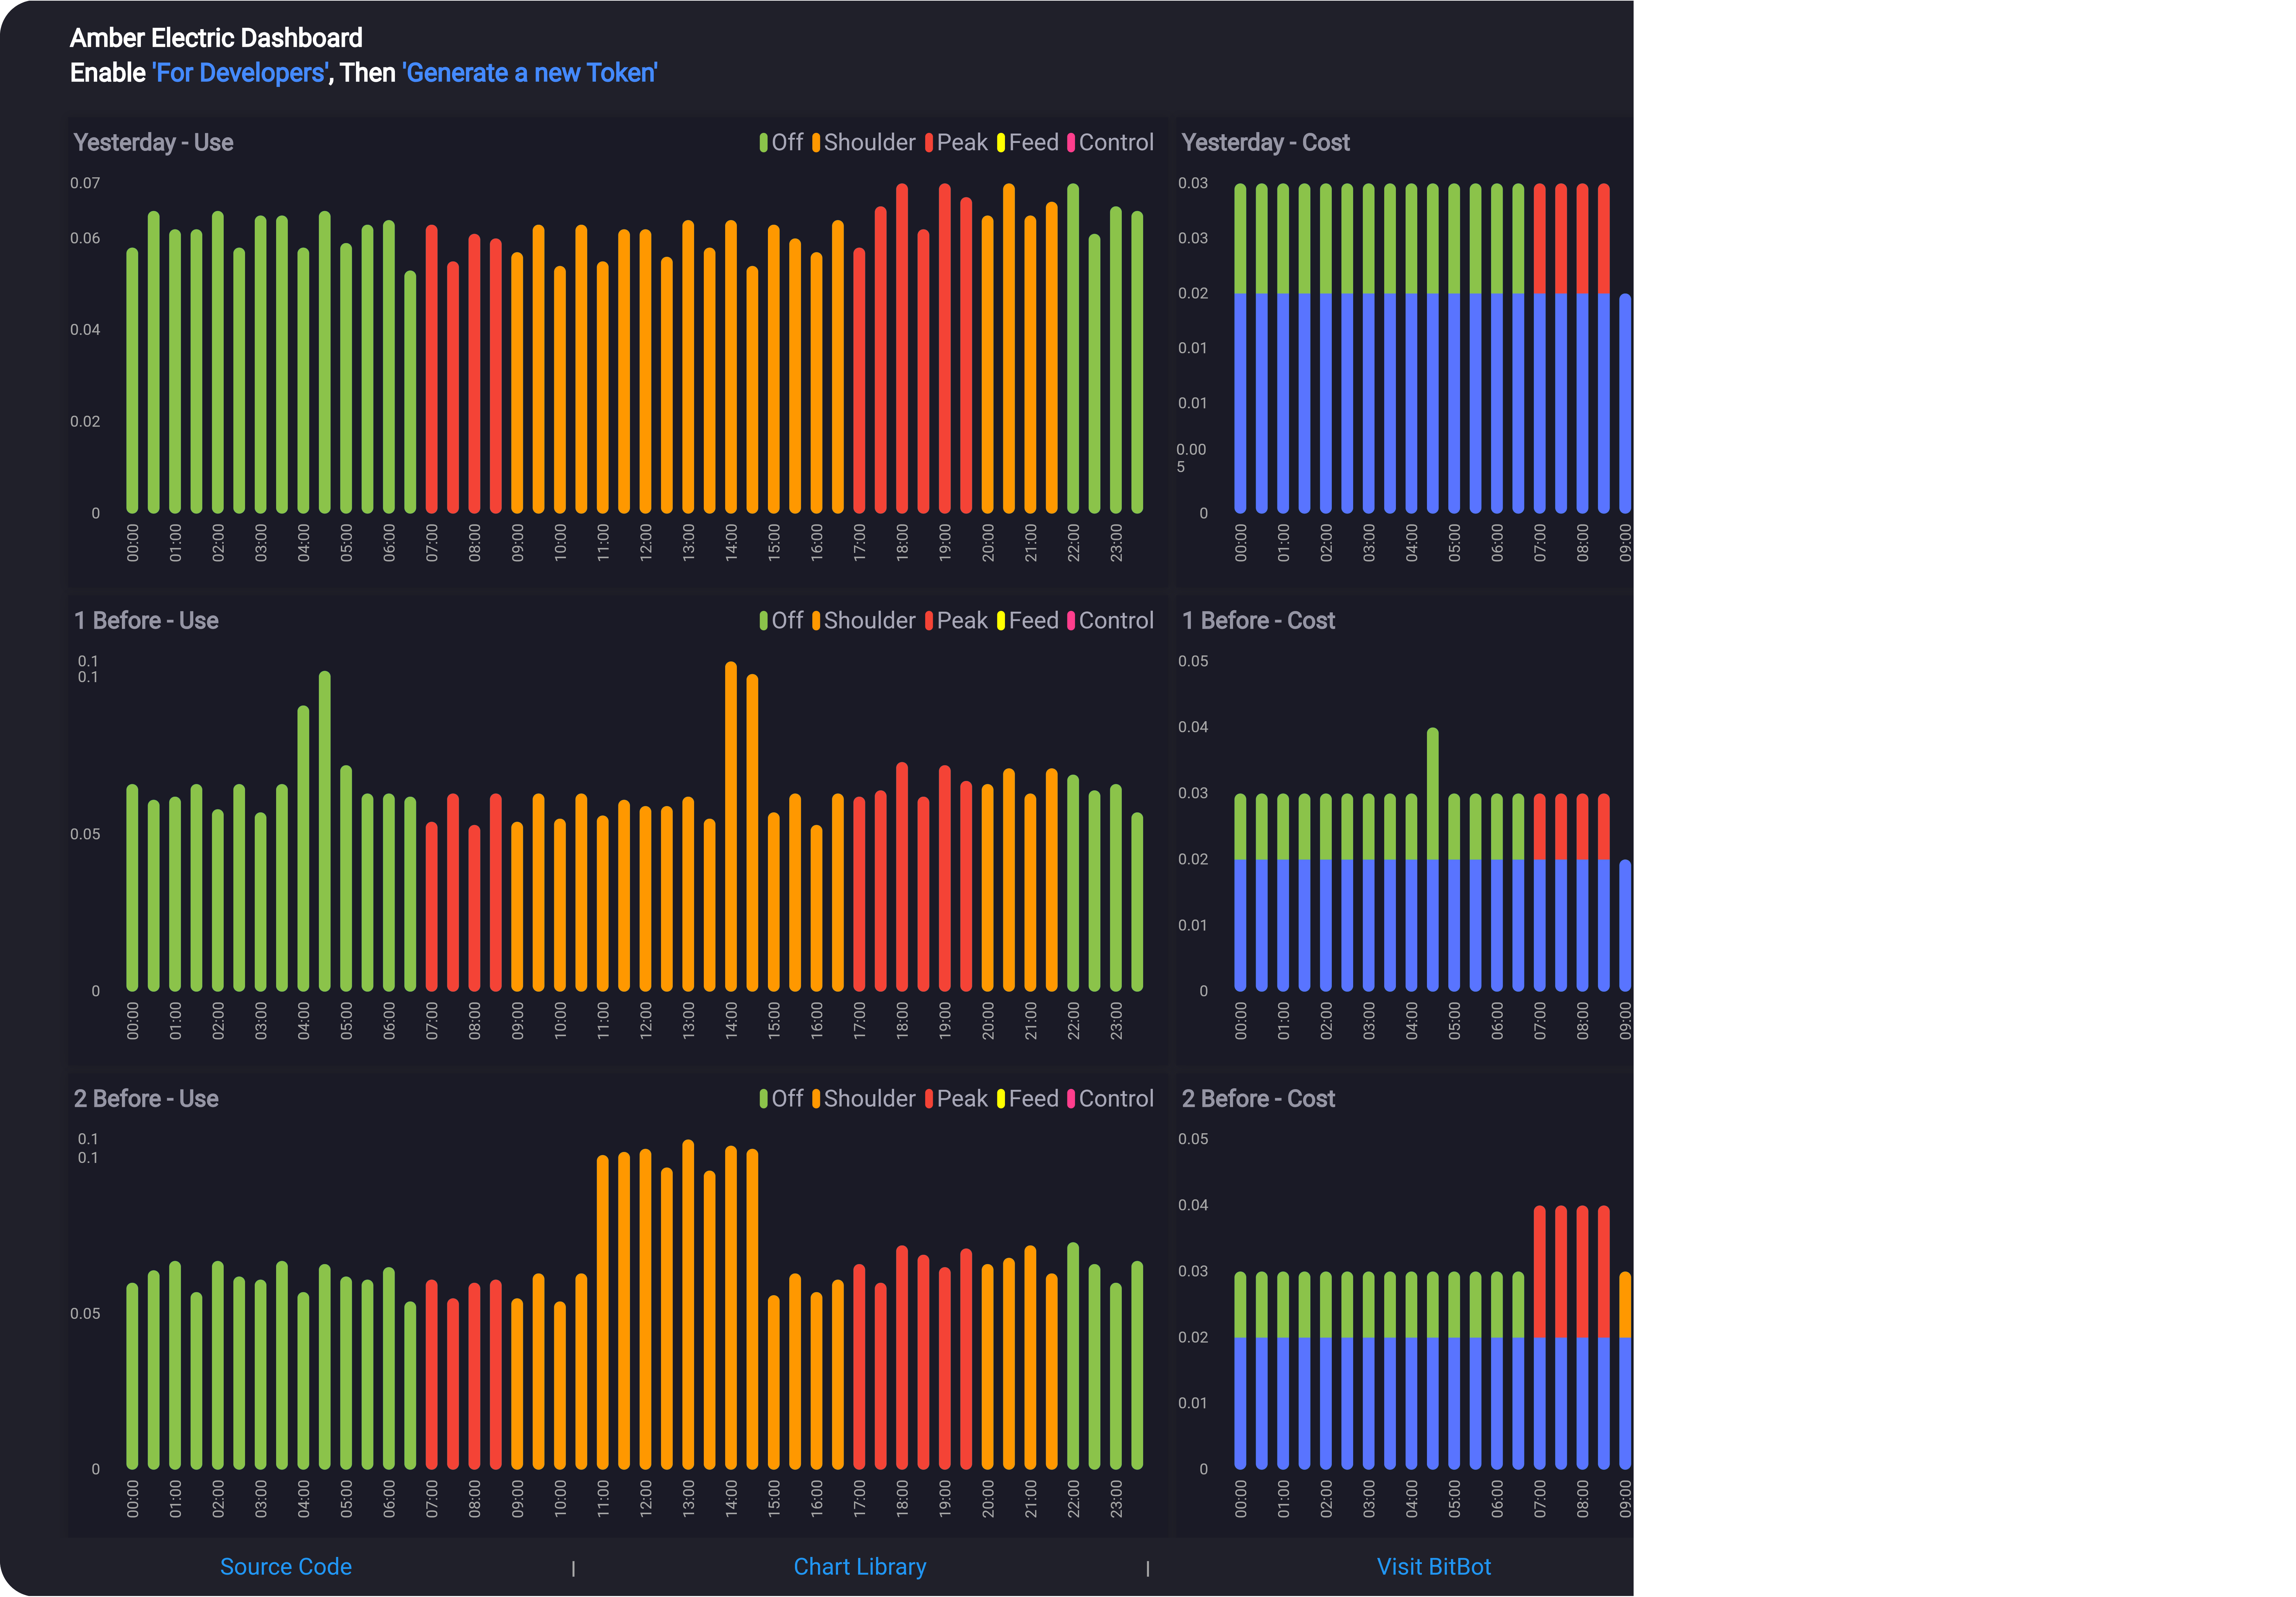 Amber Electric Dashboard
Enable 'For Developers', Then 'Generate a new Token'
Yesterday - Use
Off Shoulder Peak Feed Control
0.07
0.06
0.04
0.02
0
00:00 01:00 02:00 03:00 04:00 05:00 06:00 07:00 08:00 09:00 10:00 11:00 12:00 13:00 14:00 15:00 16:00 17:00 18:00 19:00 20:00 21:00 22:00 23:00
Yesterday - Cost
0.03
0.03
0.02
0.01
0.01
0.00
5
0
00:00 01:00 02:00 03:00 04:00 05:00 06:00 07:00 08:00 09:00
1 Before - Use
Off Shoulder Peak Feed Control
0.1
0.1
0.05
0
00:00 01:00 02:00 03:00 04:00 05:00 06:00 07:00 08:00 09:00 10:00 11:00 12:00 13:00 14:00 15:00 16:00 17:00 18:00 19:00 20:00 21:00 22:00 23:00
1 Before - Cost
0.05
0.04
0.03
0.02
0.01
0
00:00 01:00 02:00 03:00 04:00 05:00 06:00 07:00 08:00 09:00
2 Before - Use
Off Shoulder Peak Feed Control
0.1
0.1
0.05
0
00:00 01:00 02:00 03:00 04:00 05:00 06:00 07:00 08:00 09:00 10:00 11:00 12:00 13:00 14:00 15:00 16:00 17:00 18:00 19:00 20:00 21:00 22:00 23:00
2 Before - Cost
0.05
0.04
0.03
0.02
0.01
0
00:00 01:00 02:00 03:00 04:00 05:00 06:00 07:00 08:00 09:00
Source Code | Chart Library | Visit BitBot